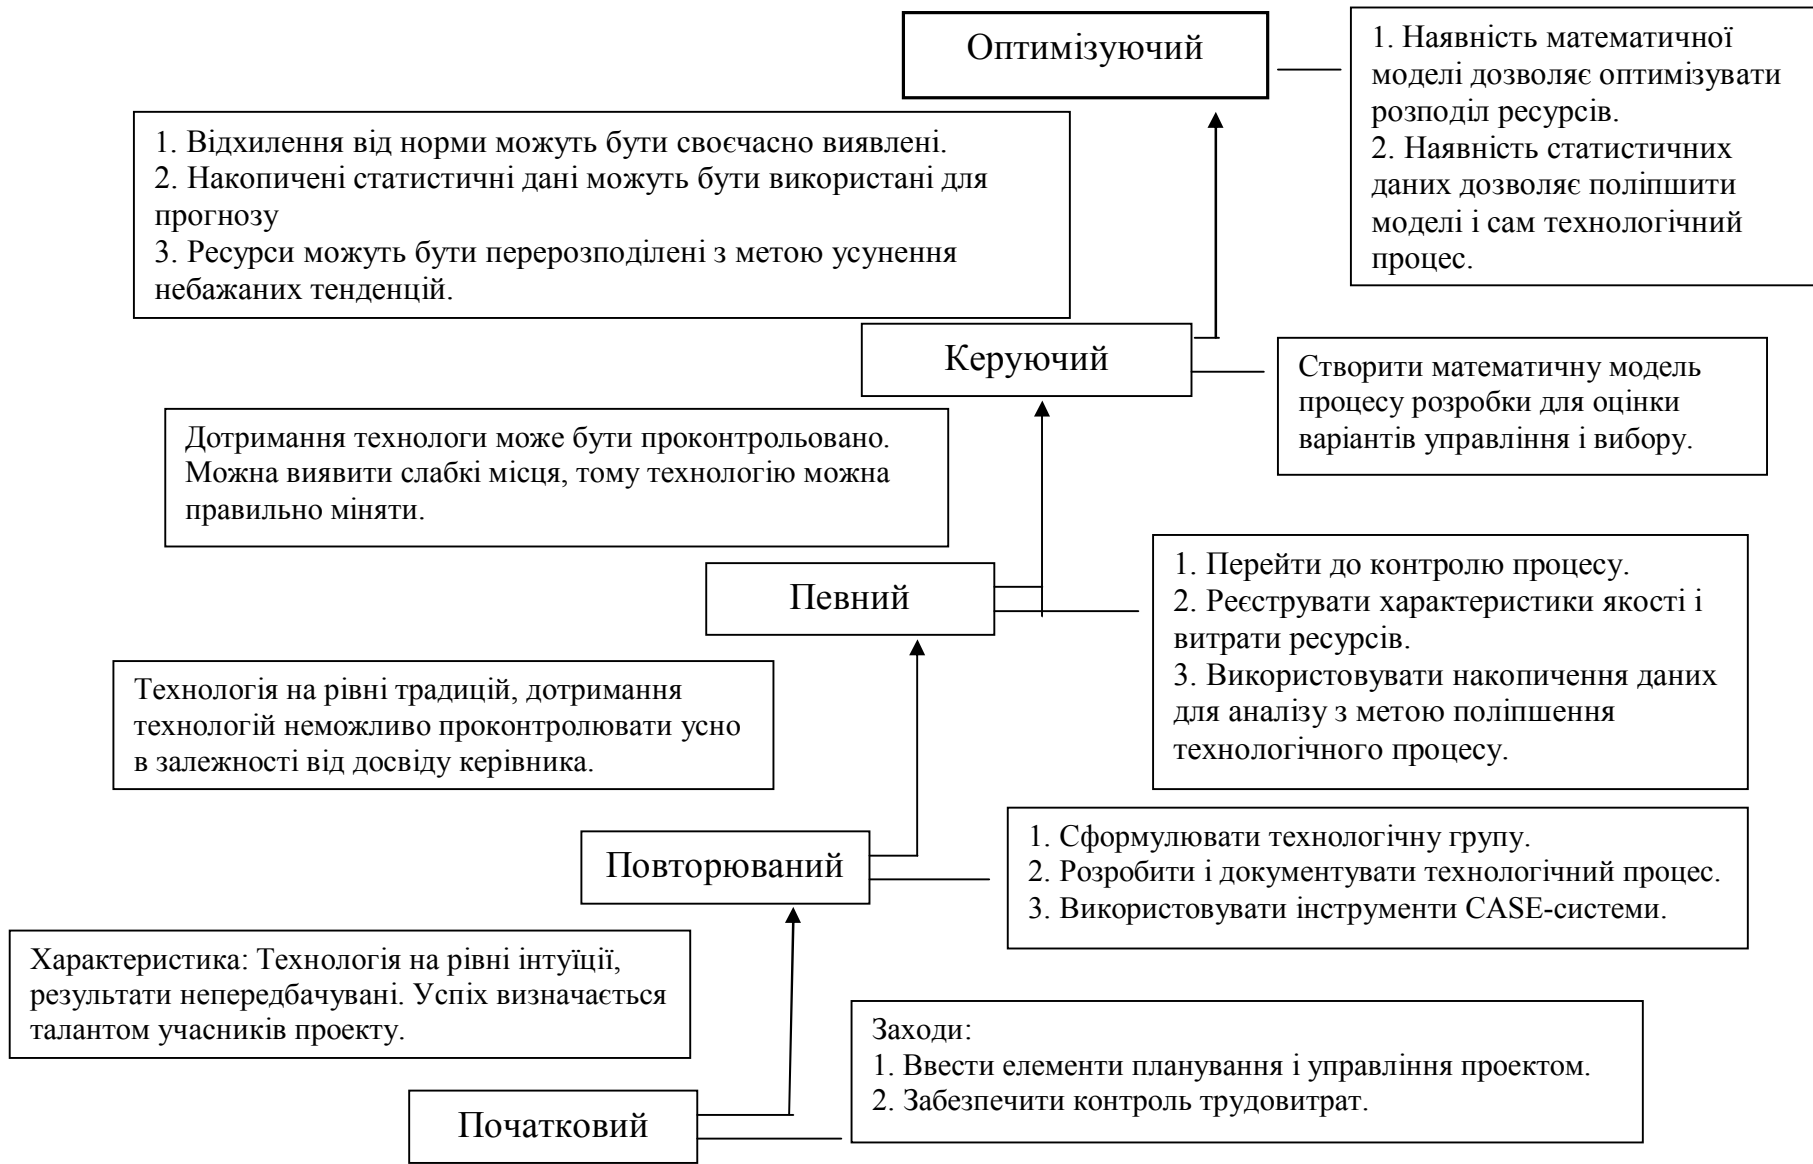 Оптимізуючий
1. Наявність математичної
моделі дозволяє оптимізувати
розподіл ресурсів.
2. Наявність статистичних
даних дозволяє поліпшити
моделі і сам технологічний
процес.
1. Відхилення від норми можуть бути своєчасно виявлені.
2. Накопичені статистичні дані можуть бути використані для
прогнозу
3. Ресурси можуть бути перерозподілені з метою усунення
небажаних тенденцій.
Керуючий
Створити математичну модель
процесу розробки для оцінки
варіантів управління і вибору.
Дотримання технологи може бути проконтрольовано.
Можна виявити слабкі місця, тому технологію можна
правильно міняти.
Певний
1. Перейти до контролю процесу.
2. Реєструвати характеристики якості і
витрати ресурсів.
3. Використовувати накопичення даних
для аналізу з метою поліпшення
технологічного процесу.
Технологія на рівні традицій, дотримання
технологій неможливо проконтролювати усно
в залежності від досвіду керівника.
Повторюваний
1. Сформулювати технологічну групу.
2. Розробити і документувати технологічний процес.
3. Використовувати інструменти CASE-системи.
Характеристика: Технологія на рівні інтуїції,
результати непередбачувані. Успіх визначається
талантом учасників проекту.
Заходи:
1. Ввести елементи планування і управління проектом.
2. Забезпечити контроль трудовитрат.
Початковий